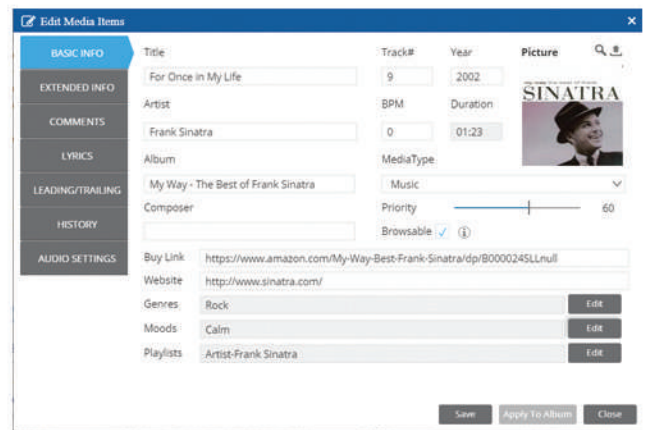 Edit Media Items
BASIC INFO
EXTENDED INFO
COMMENTS
LYRICS
LEADING/TRAILING
HISTORY
AUDIO SETTINGS
Title Track# Year Picture
For Once in My Life 9 2002
Artist BPM Duration
Frank Sinatra 0 01:23
Album MediaType
My Way - The Best of Frank Sinatra Music
Composer Priority 60
Browsable
SINATRA
Buy Link https://www.amazon.com/My-Way-Best-Frank-Sinatra/dp/B000024SLLnull
Website http://www.sinatra.com/
Genres Rock Edit
Moods Calm Edit
Playlists Artist-Frank Sinatra Edit
Save Apply To Album Close